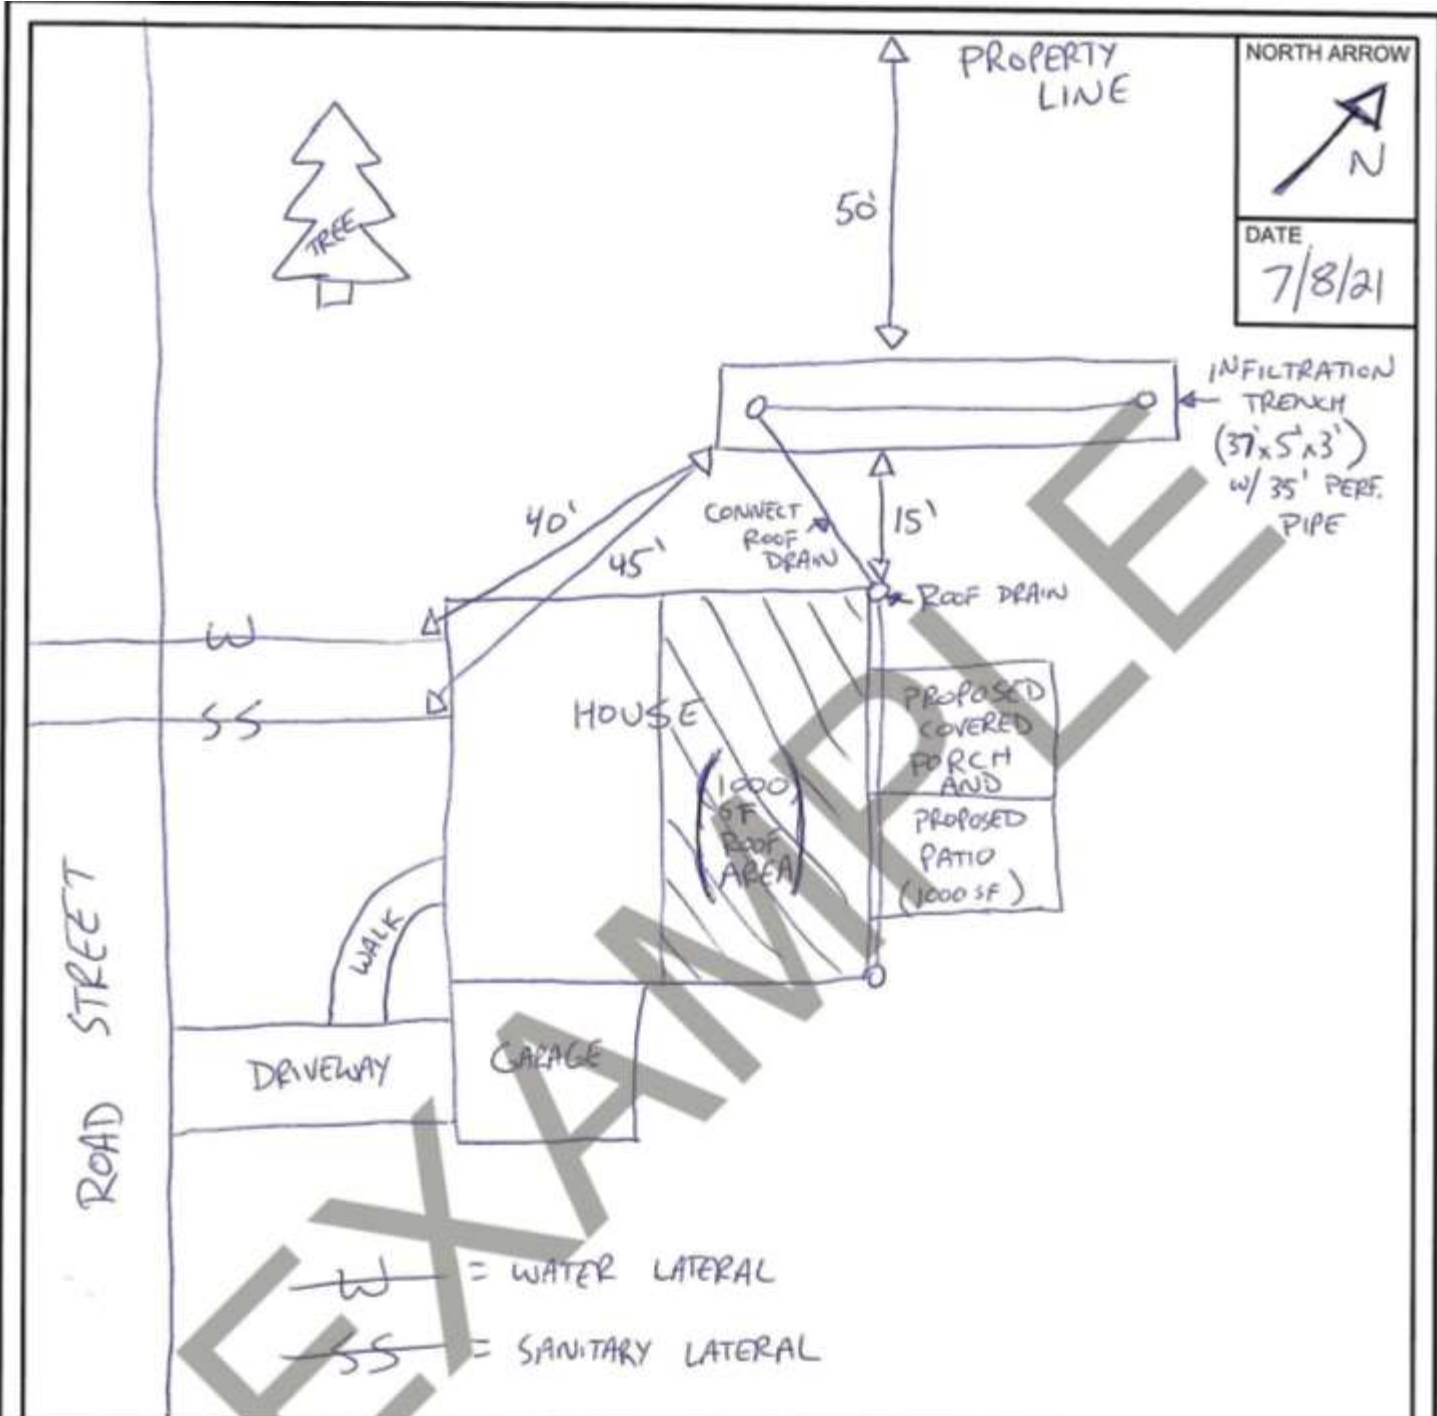 PROPERTY
LINE
NORTH ARROW
N
DATE
7/8/21
TREE
50'
INFILTRATION
TRENCH
(37'x5'x3')
W/ 35' PERF.
PIPE
40'
45'
CONNECT
ROOF
DRAIN
15'
ROOF DRAIN
W
SS
HOUSE
(1000
SF
ROOF
AREA)
PROPOSED
COVERED
PORCH
AND
PROPOSED
PATIO
(1000 SF)
WALK
DRIVEWAY
GARAGE
ROAD STREET
W = WATER LATERAL
SS = SANITARY LATERAL
EXAMPLE